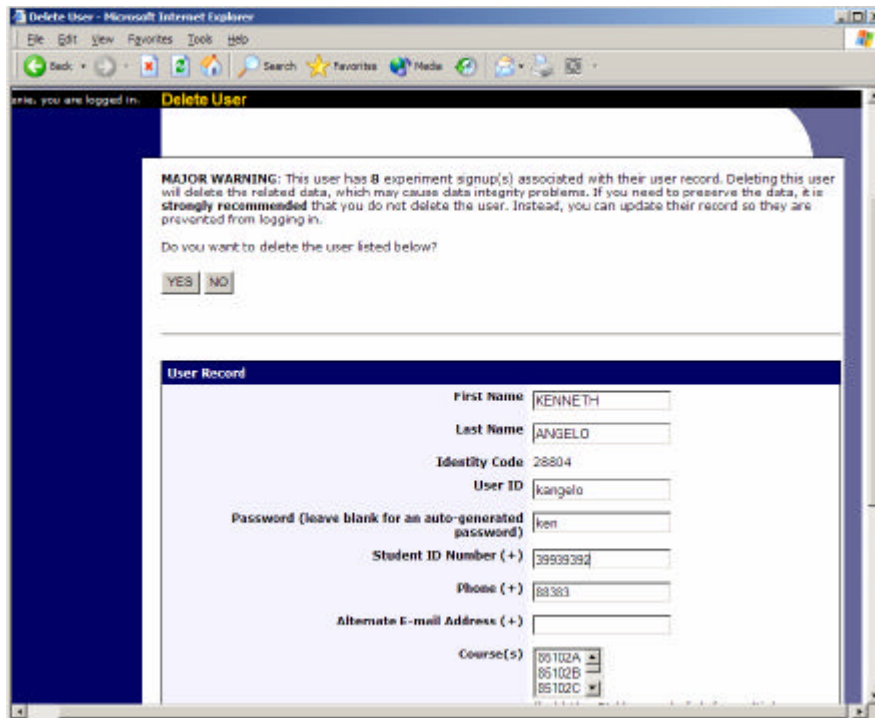 Delete User - Microsoft Internet Explorer
File Edit View Favorites Tools Help
Back Search Favorites Media
enie, you are logged in. Delete User
MAJOR WARNING: This user has 8 experiment signup(s) associated with their user record. Deleting this user
will delete the related data, which may cause data integrity problems. If you need to preserve the data, it is
strongly recommended that you do not delete the user. Instead, you can update their record so they are
prevented from logging in.
Do you want to delete the user listed below?
YES NO
User Record
First Name KENNETH
Last Name ANGELO
Identity Code 28804
User ID kangelo
Password (leave blank for an auto-generated
password) ken
Student ID Number (+) 39939392
Phone (+) 88383
Alternate E-mail Address (+)
Course(s) 85102A
85102B
85102C